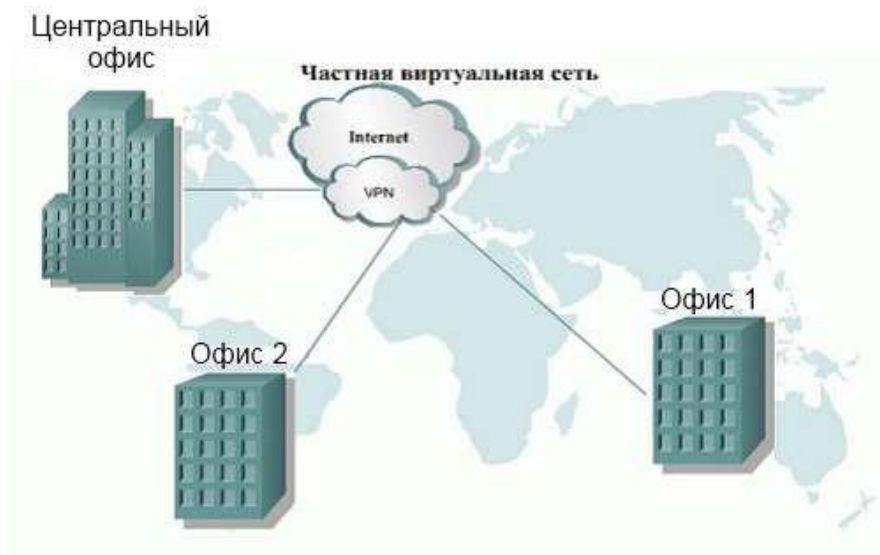 Центральный
офис
Частная виртуальная сеть
Internet
VPN
Офис 1
Офис 2